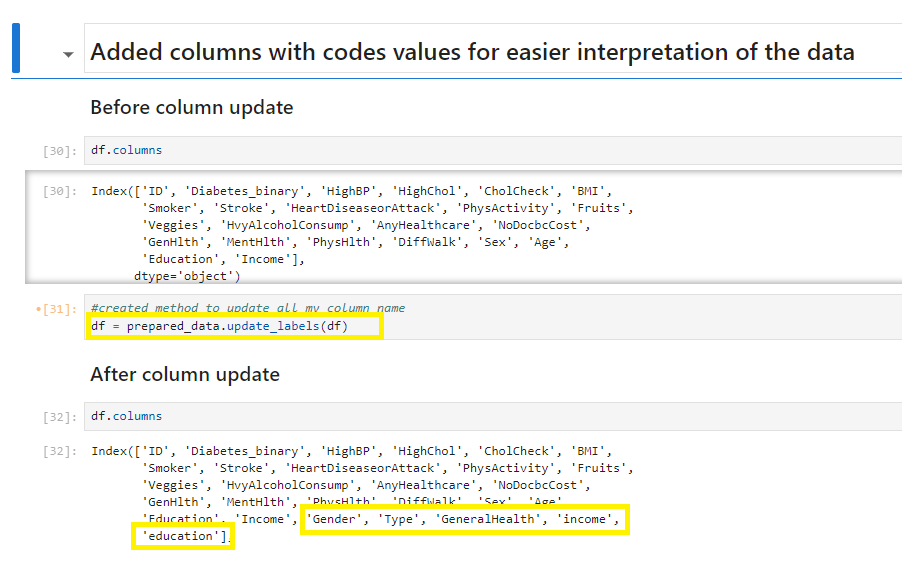 Added columns with codes values for easier interpretation of the data
Before column update
[30]: df.columns
[30]: Index(['ID', 'Diabetes_binary', 'HighBP', 'HighChol', 'CholCheck', 'BMI',
'Smoker', 'Stroke', 'HeartDiseaseorAttack', 'PhysActivity', 'Fruits',
'Veggies', 'HvyAlcoholConsump', 'AnyHealthcare', 'NoDocbcCost',
'GenHlth', 'MentHlth', 'PhysHlth', 'DiffWalk', 'Sex', 'Age',
'Education', 'Income'],
dtype='object')
•[31]: #created method to update all my column name
df = prepared_data.update_labels(df)
After column update
[32]: df.columns
[32]: Index(['ID', 'Diabetes_binary', 'HighBP', 'HighChol', 'CholCheck', 'BMI',
'Smoker', 'Stroke', 'HeartDiseaseorAttack', 'PhysActivity', 'Fruits',
'Veggies', 'HvyAlcoholConsump', 'AnyHealthcare', 'NoDocbcCost',
'GenHlth', 'MentHlth', 'PhysHlth', 'DiffWalk', 'Sex', 'Age',
'Education', 'Income', 'Gender', 'Type', 'GeneralHealth', 'income',
'education'],